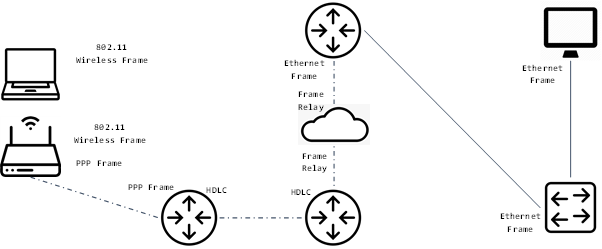 802.11
Wireless Frame
Ethernet
Frame
Ethernet
Frame
Frame
Relay
802.11
Wireless Frame
PPP Frame
Frame
Relay
PPP Frame
HDLC
HDLC
Ethernet
Frame